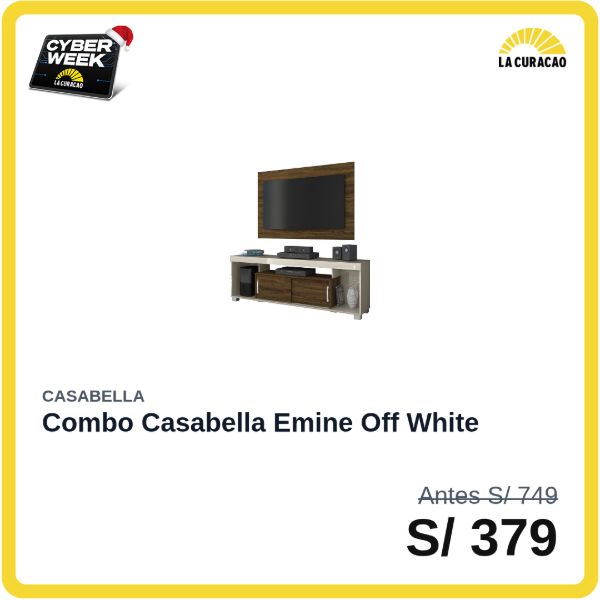 CYBER
WEEK
LA CURACAO
LA CURACAO
CASABELLA
Combo Casabella Emine Off White
Antes S/ 749
S/ 379